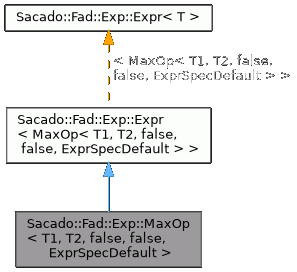 Sacado::Fad::Exp::Expr< T >
< MaxOp< T1, T2, false,
false, ExprSpecDefault > >
Sacado::Fad::Exp::Expr
< MaxOp< T1, T2, false,
false, ExprSpecDefault > >
Sacado::Fad::Exp::MaxOp
< T1, T2, false, false,
ExprSpecDefault >